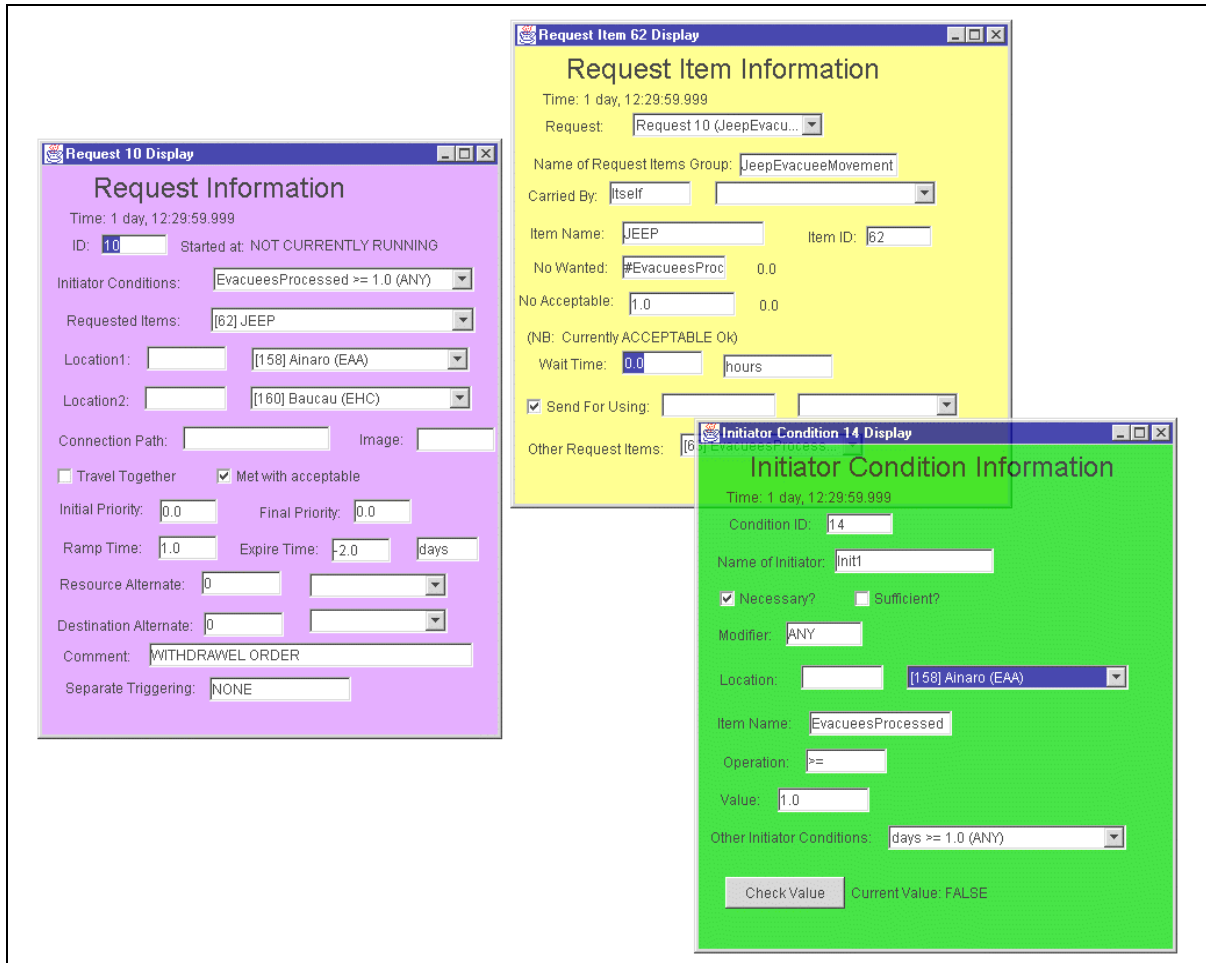 Request Item 62 Display
Request Item Information
Time: 1 day, 12:29:59.999
Request: Request 10 (JeepEvacu...
Name of Request Items Group: JeepEvacueeMovement
Carried By: Itself
Item Name: JEEP Item ID: 62
No Wanted: #EvacueesProc 0.0
No Acceptable: 1.0 0.0
(NB: Currently ACCEPTABLE Ok)
Wait Time: 0.0 hours
Send For Using:
Other Request Items: [63] EvacueesProcess...
Request 10 Display
Request Information
Time: 1 day, 12:29:59.999
ID: 10 Started at: NOT CURRENTLY RUNNING
Initiator Conditions: EvacueesProcessed >= 1.0 (ANY)
Requested Items: [62] JEEP
Location1: [158] Ainaro (EAA)
Location2: [160] Baucau (EHC)
Connection Path: Image:
Travel Together Met with acceptable
Initial Priority: 0.0 Final Priority: 0.0
Ramp Time: 1.0 Expire Time: -2.0 days
Resource Alternate: 0
Destination Alternate: 0
Comment: WITHDRAWEL ORDER
Separate Triggering: NONE
Initiator Condition 14 Display
Initiator Condition Information
Time: 1 day, 12:29:59.999
Condition ID: 14
Name of Initiator: Init1
Necessary? Sufficient?
Modifier: ANY
Location: [158] Ainaro (EAA)
Item Name: EvacueesProcessed
Operation: >=
Value: 1.0
Other Initiator Conditions: days >= 1.0 (ANY)
Check Value Current Value: FALSE